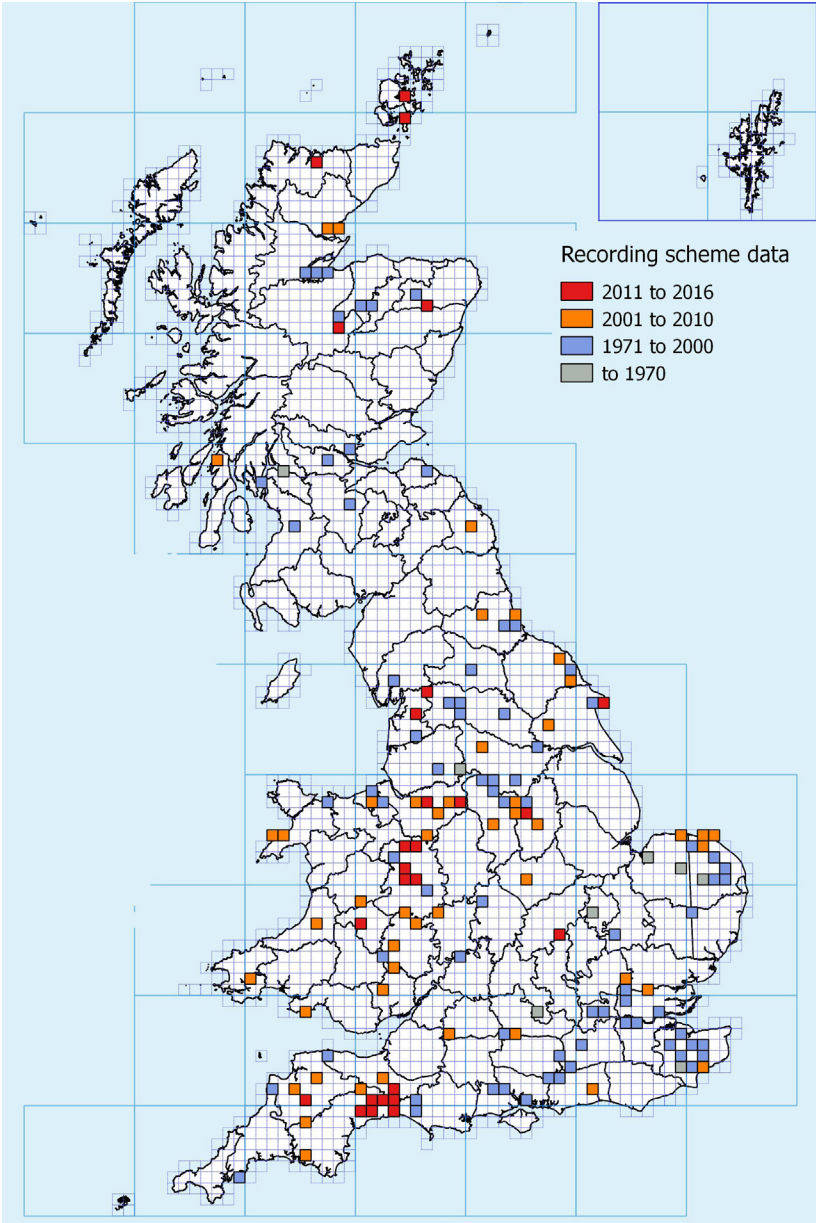 Recording scheme data
2011 to 2016
2001 to 2010
1971 to 2000
to 1970